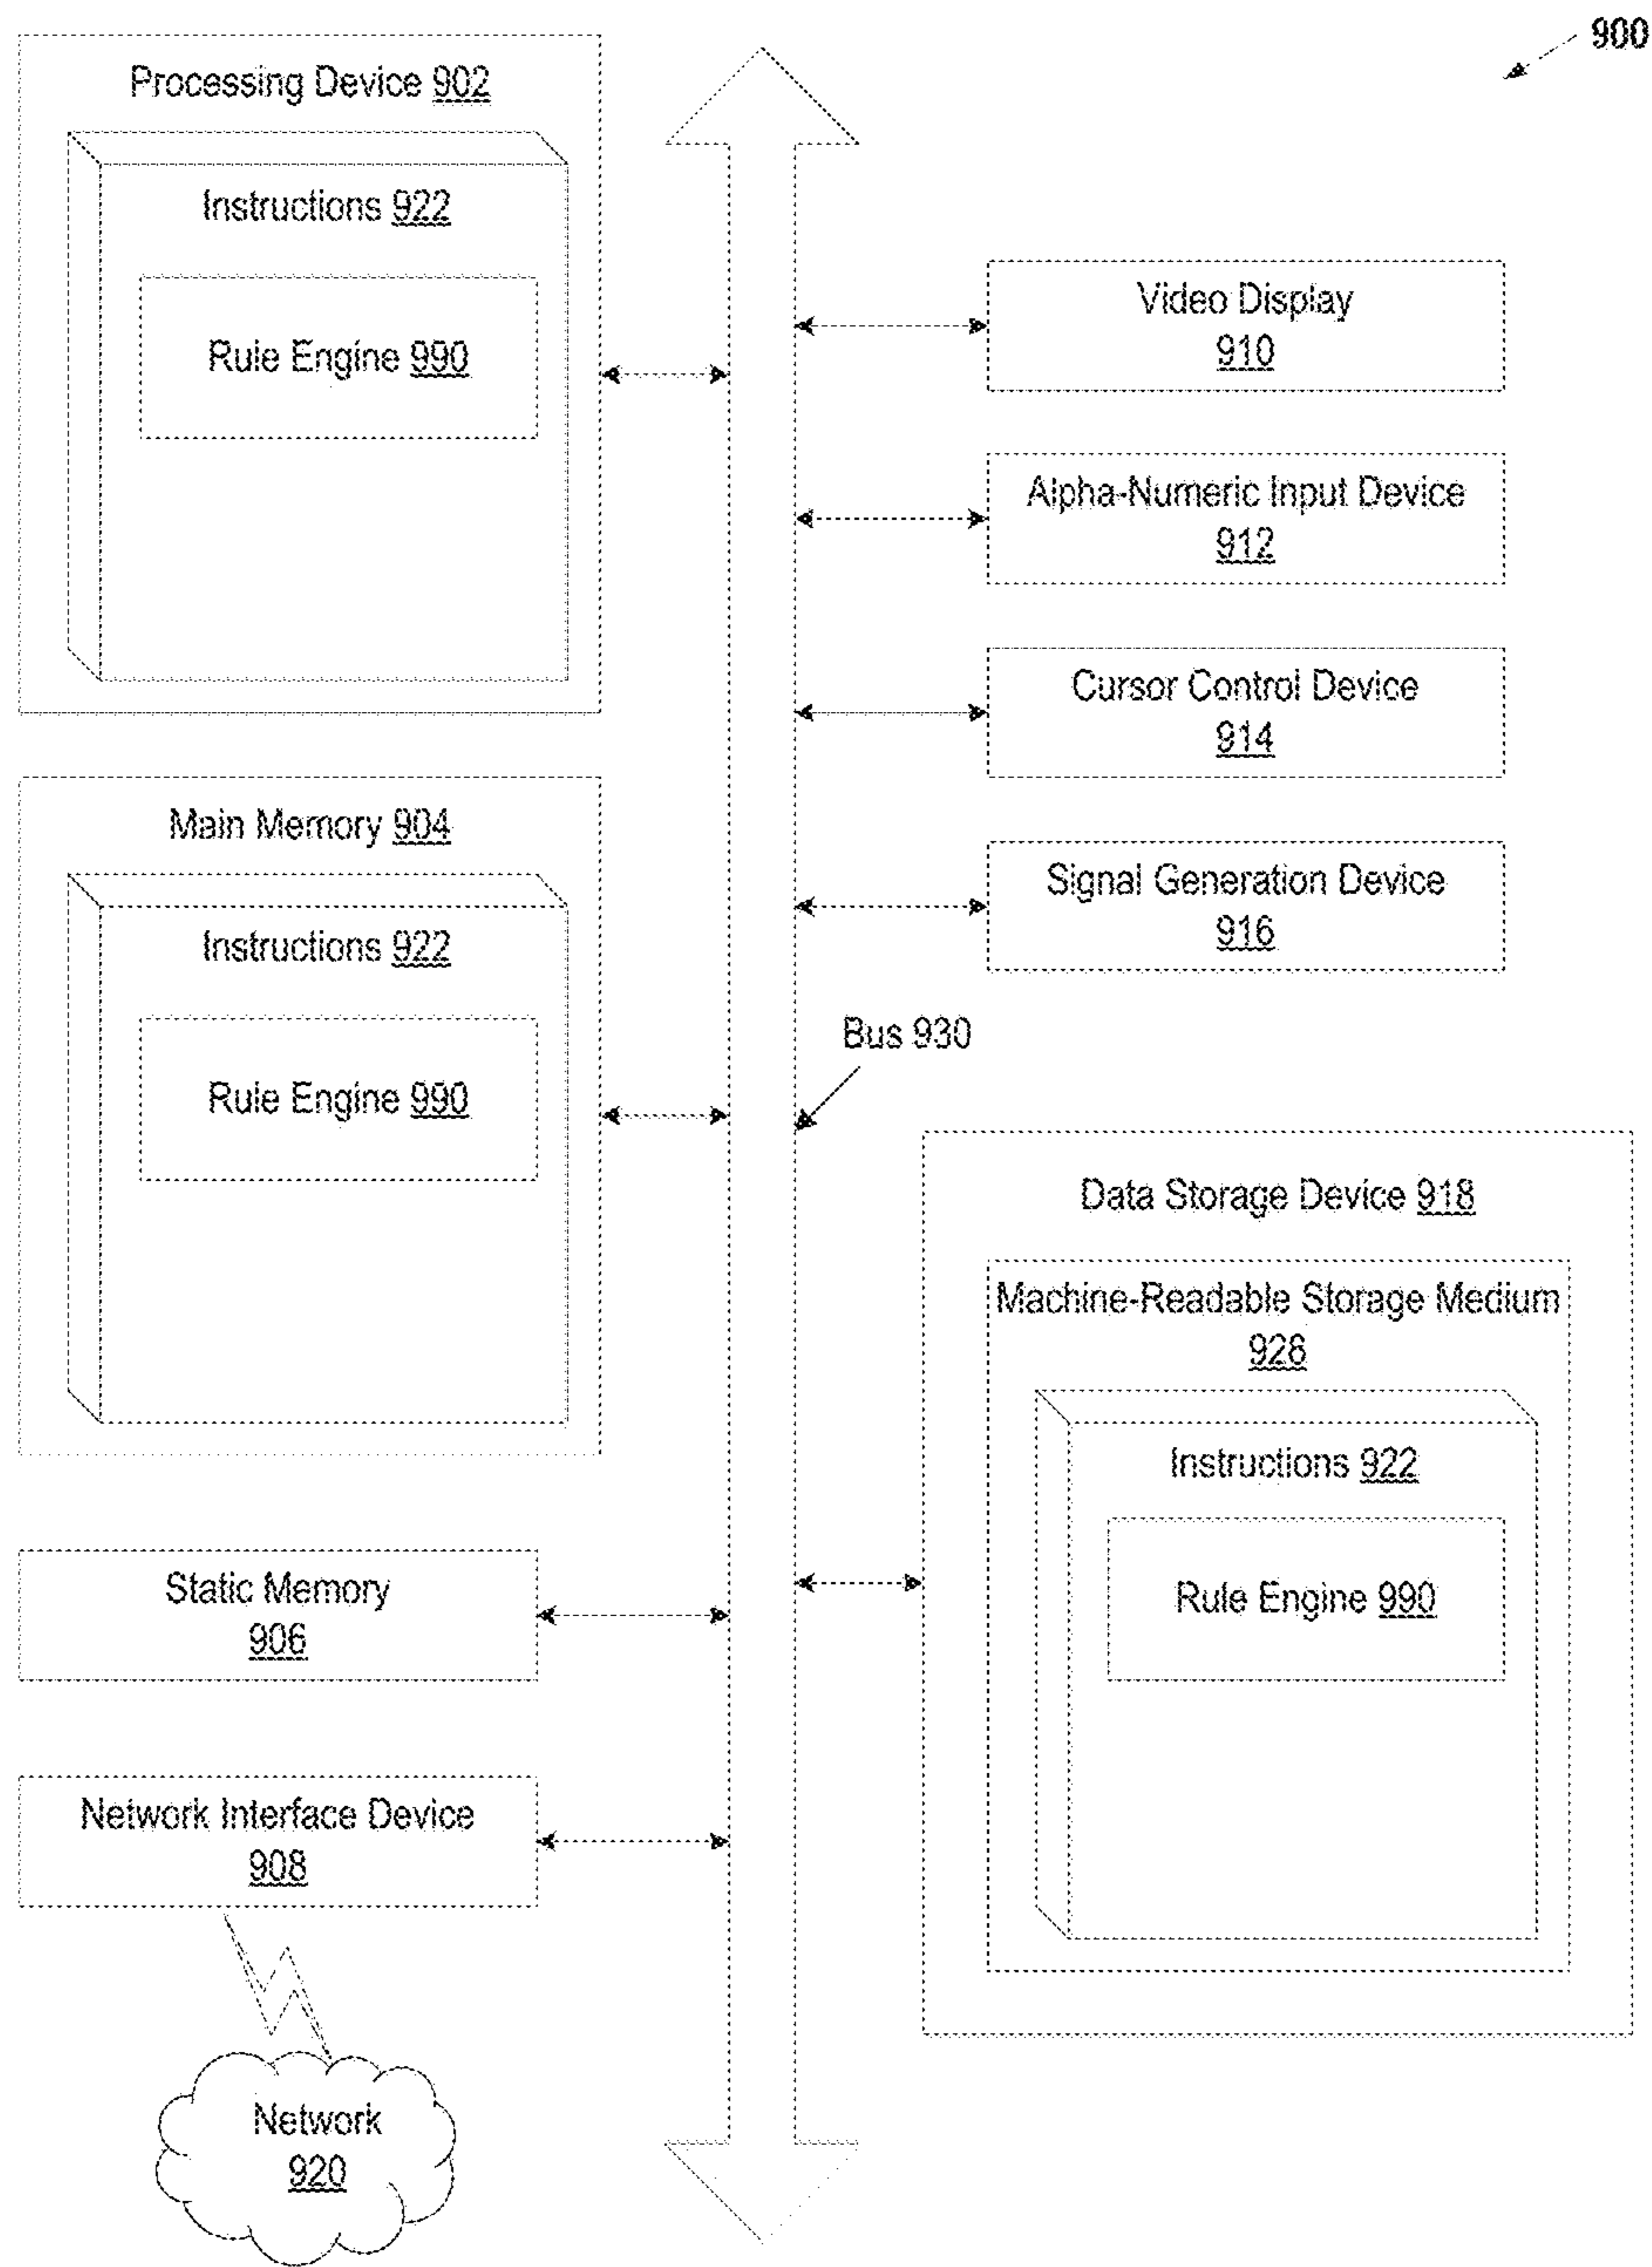 900
Processing Device 902
Instructions 922
Rule Engine 990
Video Display
910
Alpha-Numeric Input Device
912
Cursor Control Device
914
Main Memory 904
Instructions 922
Rule Engine 990
Signal Generation Device
916
Bus 930
Data Storage Device 918
Machine-Readable Storage Medium
926
Instructions 922
Rule Engine 990
Static Memory
906
Network Interface Device
908
Network
920